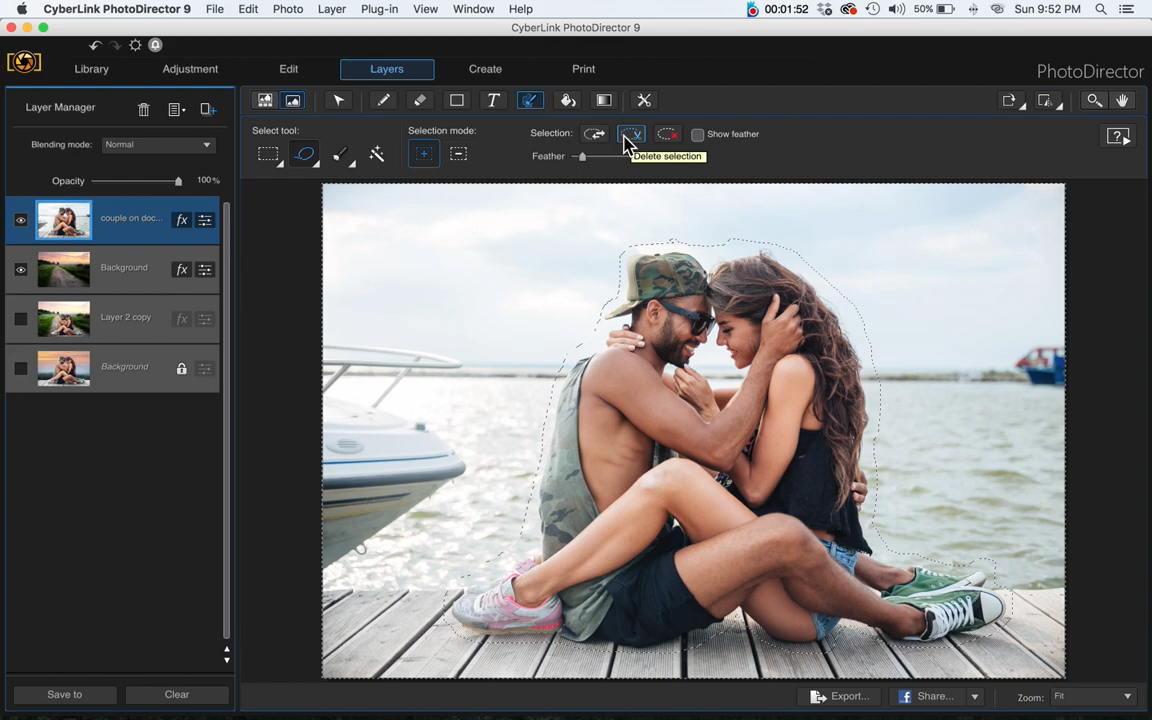 CyberLink PhotoDirector 9 File Edit Photo Layer Plug-in View Window Help 00:01:52 50% Sun 9:52 PM
CyberLink PhotoDirector 9
Library Adjustment Edit Layers Create Print PhotoDirector
Layer Manager
Blending mode: Normal
Opacity 100%
couple on doc... fx
Background fx
Layer 2 copy fx
Background
Save to Clear
T
Select tool: Selection mode: Selection: Show feather
Feather Delete selection
Export... Share... Zoom: Fit